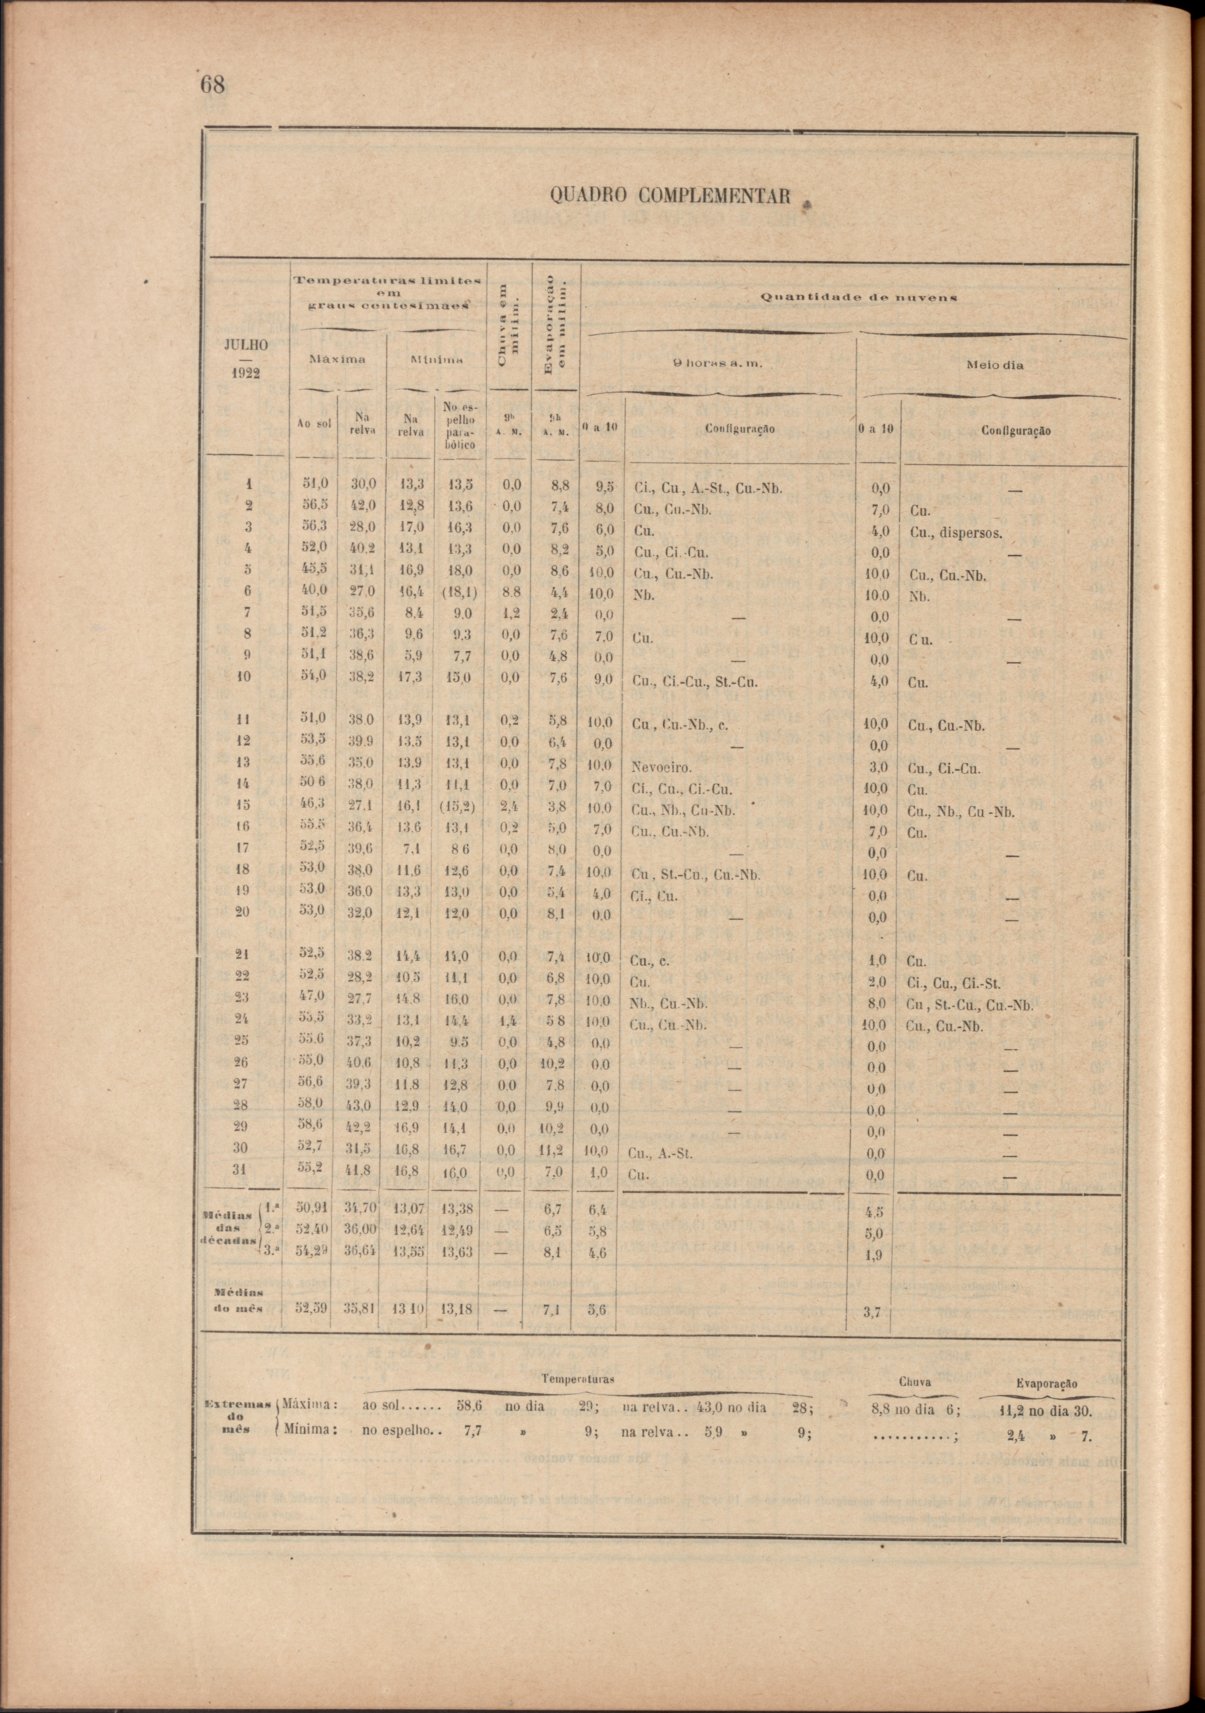 68
QUADRO COMPLEMENTAR
JULHO
—
1922
Temperaturas limites
em
graus centesimaes
Chuva em
milim.
Evaporação
em milim.
Quantidade de nuvens
Máxima Mínima
9 horas a. m. Meio dia
Ao sol Na relva Na relva No es-pelho para-bólico 9h A. M. 9h A. M. 0 a 10 Configuração 0 a 10 Configuração
1 51,0 30,0 13,3 13,5 0,0 8,8 9,5 Ci., Cu, A.-St., Cu.-Nb. 0,0 —
2 56,5 42,0 12,8 13,6 0,0 7,4 8,0 Cu., Cu.-Nb. 7,0 Cu.
3 56,3 28,0 17,0 16,3 0,0 7,6 6,0 Cu. 4,0 Cu., dispersos.
4 52,0 40,2 13,1 13,3 0,0 8,2 5,0 Cu., Ci.-Cu. 0,0 —
5 45,5 31,1 16,9 18,0 0,0 8,6 10,0 Cu., Cu.-Nb. 10,0 Cu., Cu.-Nb.
6 40,0 27,0 16,4 (18,1) 8,8 4,4 10,0 Nb. 10,0 Nb.
7 51,5 35,6 8,4 9,0 1,2 2,4 0,0 — 0,0 —
8 51,2 36,3 9,6 9,3 0,0 7,6 7,0 Cu. 10,0 Cu.
9 51,1 38,6 5,9 7,7 0,0 4,8 0,0 — 0,0 —
10 54,0 38,2 17,3 15,0 0,0 7,6 9,0 Cu., Ci.-Cu., St.-Cu. 4,0 Cu.
11 51,0 38,0 13,9 13,1 0,2 5,8 10,0 Cu, Cu.-Nb., c. 10,0 Cu., Cu.-Nb.
12 53,5 39,9 13,5 13,1 0,0 6,4 0,0 — 0,0 —
13 55,6 35,0 13,9 13,1 0,0 7,8 10,0 Nevoeiro. 3,0 Cu., Ci.-Cu.
14 50 6 38,0 11,3 11,1 0,0 7,0 7,0 Ci., Cu., Ci.-Cu. 10,0 Cu.
15 46,3 27,1 16,1 (15,2) 2,4 3,8 10,0 Cu., Nb., Cu-Nb. 10,0 Cu., Nb., Cu-Nb.
16 55,5 36,4 13,6 13,1 0,2 5,0 7,0 Cu., Cu.-Nb. 7,0 Cu.
17 52,5 39,6 7,1 8 6 0,0 8,0 0,0 — 0,0 —
18 53,0 38,0 11,6 12,6 0,0 7,4 10,0 Cu, St.-Cu., Cu.-Nb. 10,0 Cu.
19 53,0 36,0 13,3 13,0 0,0 5,4 4,0 Ci., Cu. 0,0 —
20 53,0 32,0 12,1 12,0 0,0 8,1 0,0 — 0,0 —
21 52,5 38,2 14,4 14,0 0,0 7,4 10,0 Cu., c. 1,0 Cu.
22 52,5 28,2 10 5 11,1 0,0 6,8 10,0 Cu. 2,0 Ci., Cu., Ci.-St.
23 47,0 27,7 14,8 16,0 0,0 7,8 10,0 Nb., Cu.-Nb. 8,0 Cu, St.-Cu., Cu.-Nb.
24 55,5 33,2 13,1 14,4 1,4 5 8 10,0 Cu., Cu.-Nb. 10,0 Cu., Cu.-Nb.
25 55,6 37,3 10,2 9,5 0,0 4,8 0,0 — 0,0 —
26 55,0 40,6 10,8 11,3 0,0 10,2 0,0 — 0,0 —
27 56,6 39,3 11,8 12,8 0,0 7,8 0,0 — 0,0 —
28 58,0 43,0 12,9 14,0 0,0 9,9 0,0 — 0,0 —
29 58,6 42,2 16,9 14,1 0,0 10,2 0,0 — 0,0 —
30 52,7 31,5 16,8 16,7 0,0 11,2 10,0 Cu., A.-St. 0,0 —
31 55,2 41,8 16,8 16,0 0,0 7,0 1,0 Cu. 0,0 —
Médias das décadas
1.ª 50,91 34,70 13,07 13,38 — 6,7 6,4 4,5
2.ª 52,40 36,00 12,64 12,49 — 6,5 5,8 5,0
3.ª 54,29 36,64 13,55 13,63 — 8,1 4,6 1,9
Médias
do mês 52,59 35,81 13 10 13,18 — 7,1 5,6 3,7
Temperaturas Chuva Evaporação
Extremas do mês
Máxima: ao sol...... 58,6 no dia 29; na relva.. 43,0 no dia 28; 8,8 no dia 6; 11,2 no dia 30.
Mínima: no espelho.. 7,7 » 9; na relva.. 5,9 » 9; ...........; 2,4 » 7.